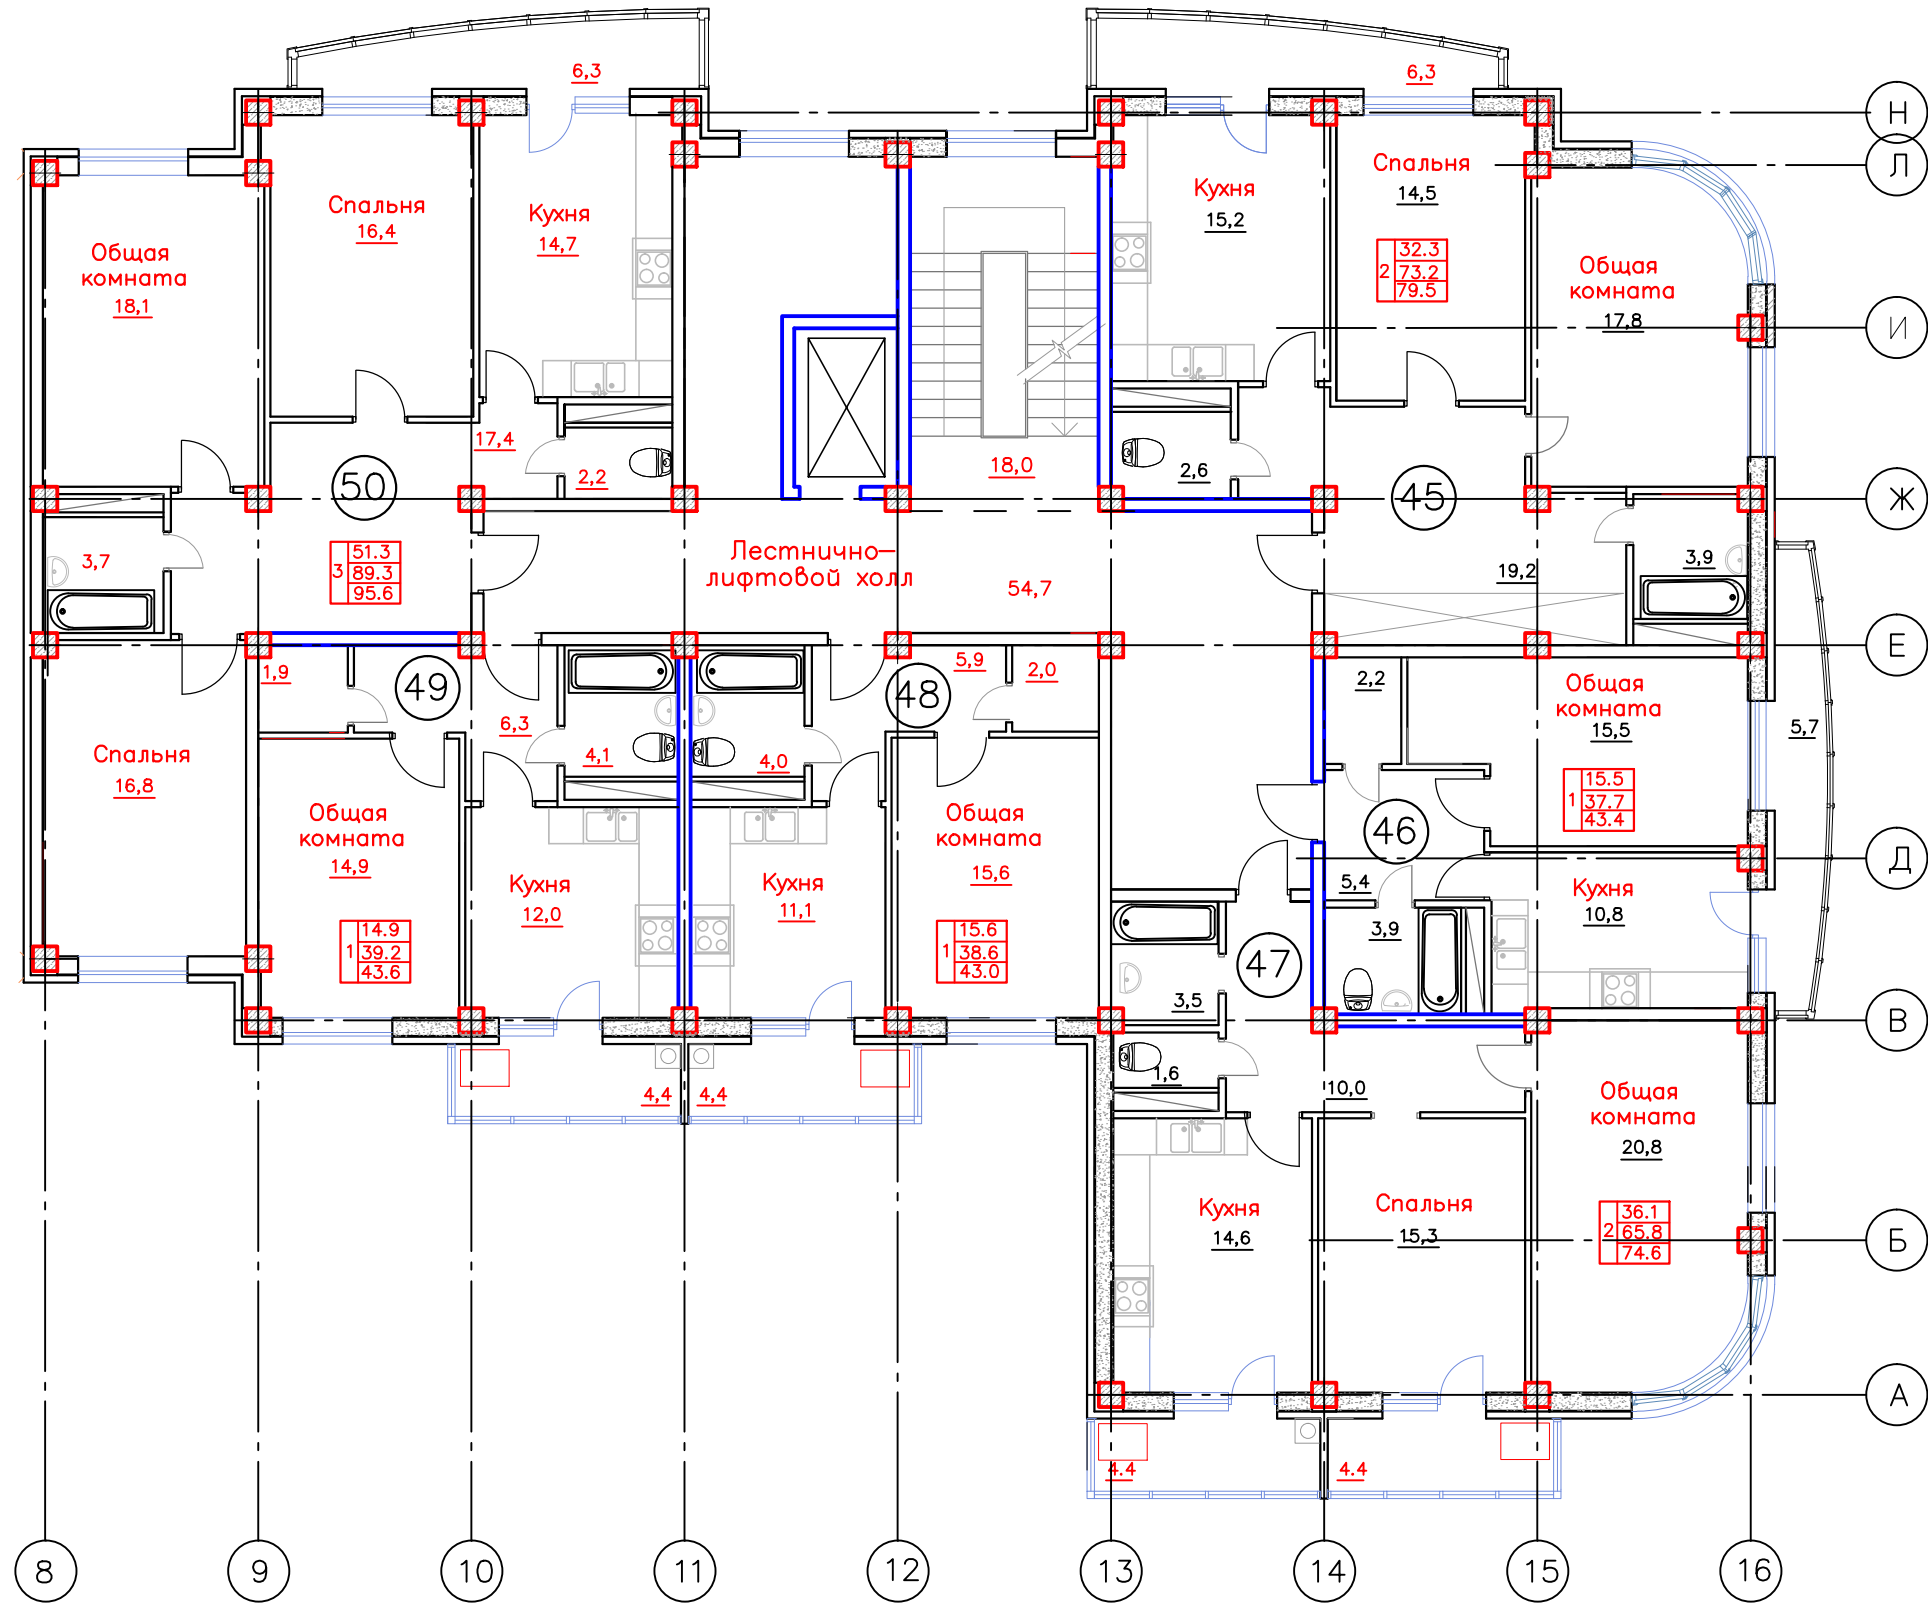 6,3
6,3
Н
Л
Спальня
14,5
Кухня
15,2
Спальня
16,4
Кухня
14,7
Общая
комната
18,1
32.3
2
73.2
79.5
Общая
комната
17,8
И
17,4
2,2
18,0
2,6
50
45
Ж
3,7
51.3
3
89.3
95.6
Лестнично-
лифтовой холл
54,7
19,2
3,9
Е
1,9
49
6,3
4,1
4,0
48
5,9
2,0
2,2
Общая
комната
15,5
5,7
Спальня
16,8
15.5
1
37.7
43.4
46
Общая
комната
14,9
Кухня
12,0
Кухня
11,1
Общая
комната
15,6
5,4
Кухня
10,8
Д
14.9
1
39.2
43.6
15.6
1
38.6
43.0
47
3,9
3,5
В
4,4
4,4
1,6
10,0
Общая
комната
20,8
Кухня
14,6
Спальня
15,3
36.1
2
65.8
74.6
Б
А
4.4
4.4
8
9
10
11
12
13
14
15
16